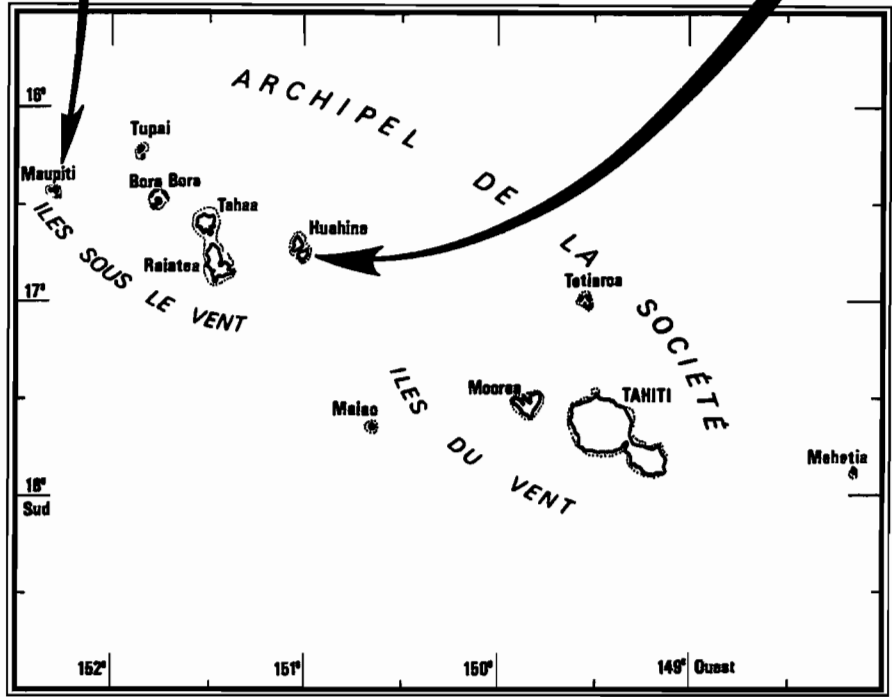 ARCHIPEL DE LA SOCIÉTÉ
16°
Tupai
Maupiti
Bora Bora
Tahaa
Huahine
Raiatea
ILES SOUS LE VENT
17°
Tetiaroa
Moorea
TAHITI
Maiao
ILES DU VENT
Mehetia
18°
Sud
152°
151°
150°
149° Ouest